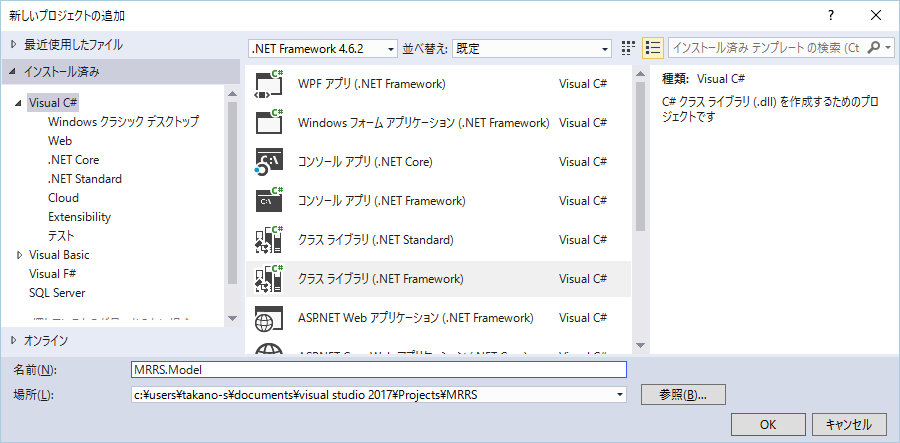 新しいプロジェクトの追加
最近使用したファイル
.NET Framework 4.6.2 並べ替え: 既定
インストール済み テンプレート の検索 (Ct
インストール済み
Visual C#
Windows クラシック デスクトップ
Web
.NET Core
.NET Standard
Cloud
Extensibility
テスト
Visual Basic
Visual F#
SQL Server
オンライン
WPF アプリ (.NET Framework) Visual C#
Windows フォーム アプリケーション (.NET Framework) Visual C#
コンソール アプリ (.NET Core) Visual C#
コンソール アプリ (.NET Framework) Visual C#
クラス ライブラリ (.NET Standard) Visual C#
クラス ライブラリ (.NET Framework) Visual C#
ASP.NET Web アプリケーション (.NET Framework) Visual C#
種類: Visual C#
C# クラス ライブラリ (.dll) を作成するためのプロ
ジェクトです
名前(N): MRRS.Model
場所(L): c:¥users¥takano-s¥documents¥visual studio 2017¥Projects¥MRRS
参照(B)...
OK キャンセル